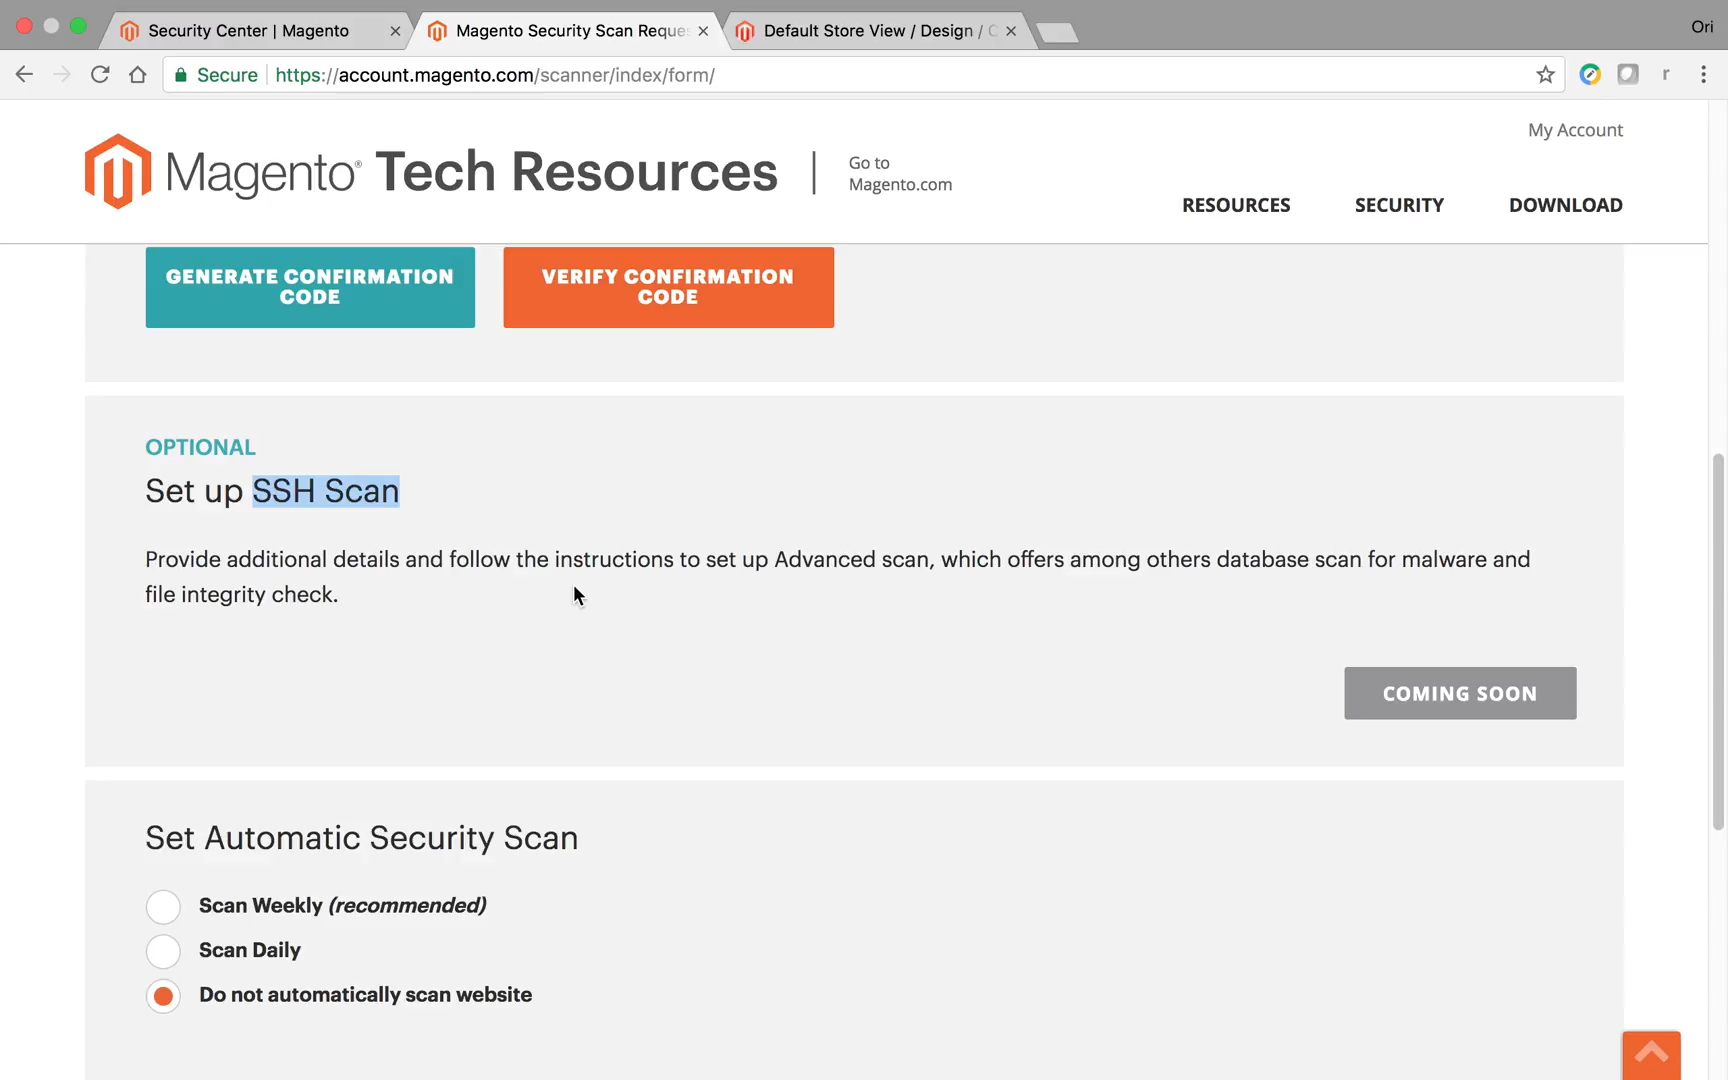 Security Center | Magento
Magento Security Scan Reque
Default Store View / Design /
Ori
Secure
https://account.magento.com/scanner/index/form/
r
My Account
Magento® Tech Resources
Go to
Magento.com
RESOURCES
SECURITY
DOWNLOAD
GENERATE CONFIRMATION
CODE
VERIFY CONFIRMATION
CODE
OPTIONAL
Set up SSH Scan
Provide additional details and follow the instructions to set up Advanced scan, which offers among others database scan for malware and
file integrity check.
COMING SOON
Set Automatic Security Scan
Scan Weekly (recommended)
Scan Daily
Do not automatically scan website